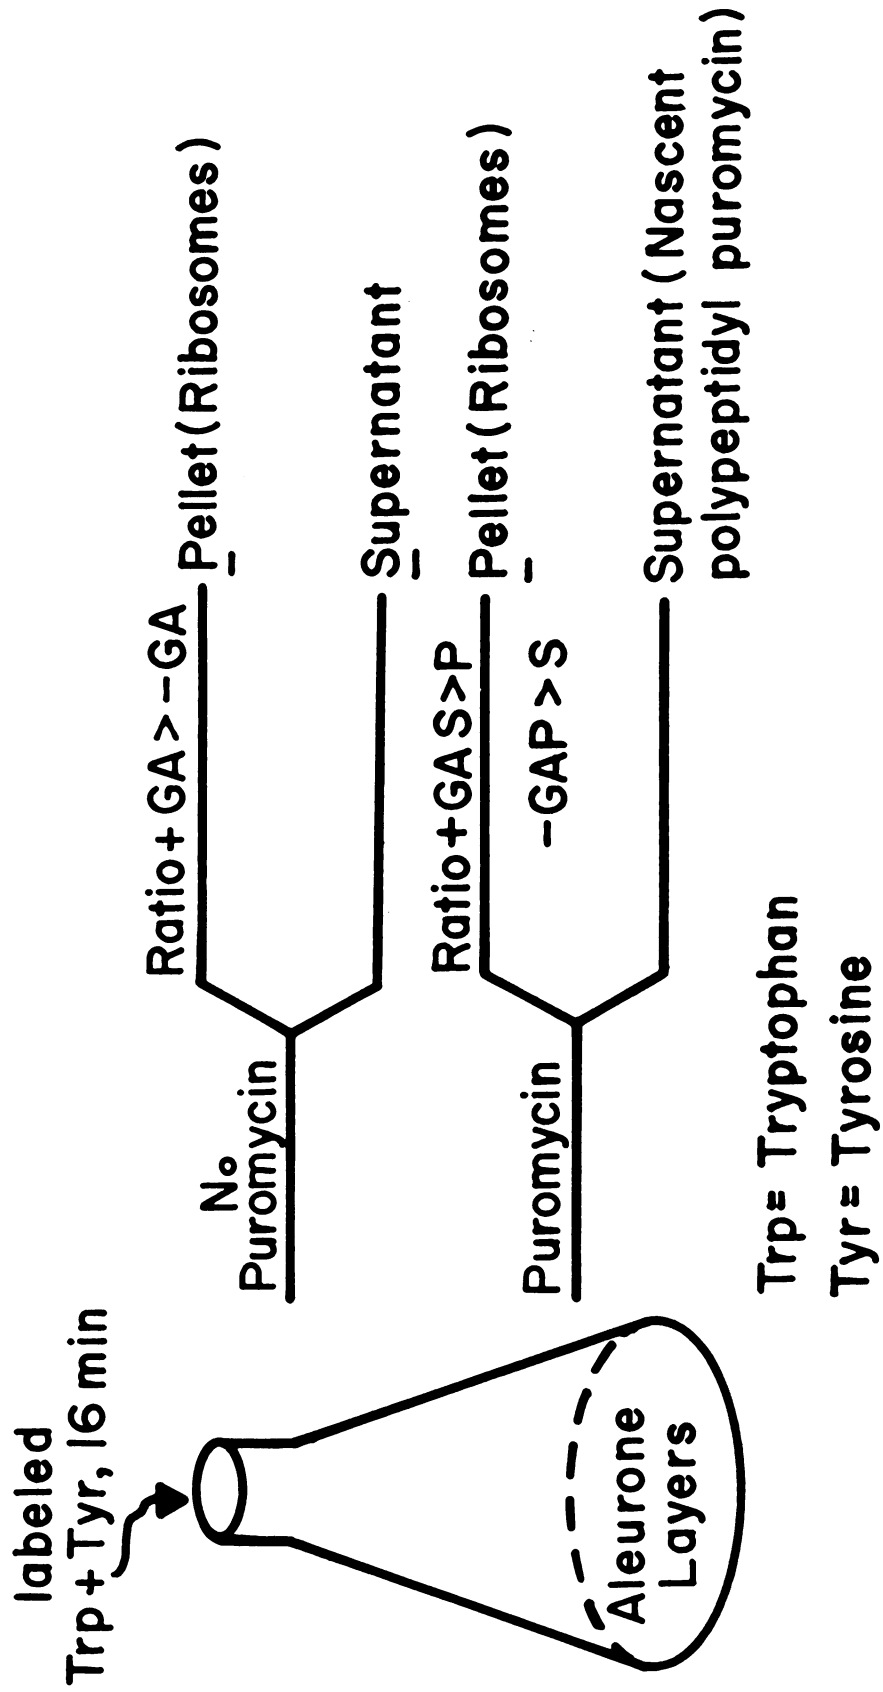 labeled
Trp + Tyr, 16 min
Aleurone
Layers
No
Puromycin
Ratio + GA > - GA
Pellet (Ribosomes)
Supernatant
Puromycin
Ratio + GA S > P
Pellet (Ribosomes)
-GAP > S
Supernatant (Nascent
polypeptidyl puromycin)
Trp = Tryptophan
Tyr = Tyrosine